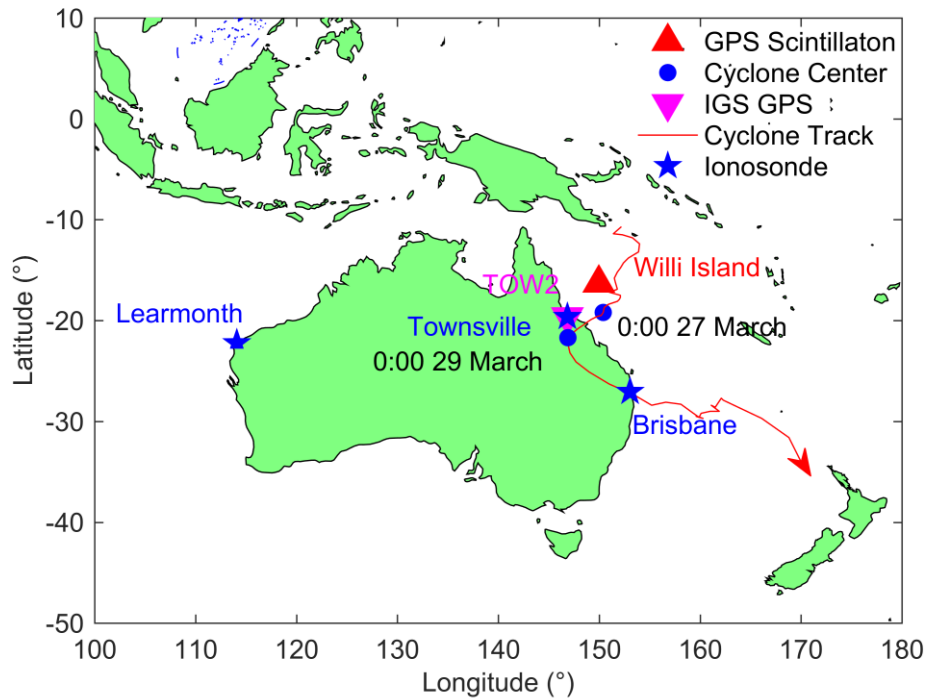 10
0
-10
-20
-30
-40
-50
100
110
120
130
140
150
160
170
180
Latitude (°)
Longitude (°)
GPS Scintillaton
Cyclone Center
IGS GPS
Cyclone Track
Ionosonde
Willi Island
TOW2
Learmonth
Townsville
0:00 27 March
0:00 29 March
Brisbane